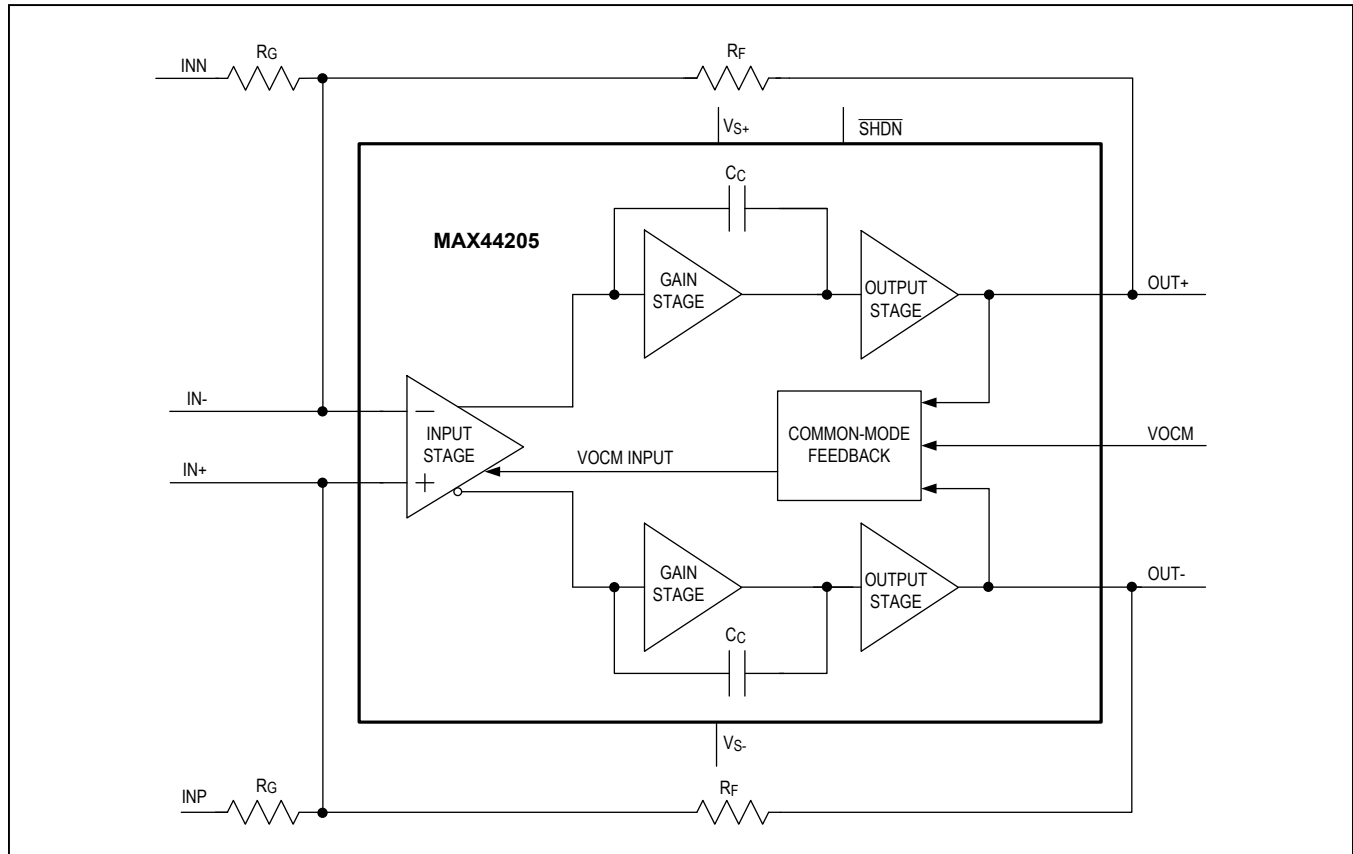 RG
RF
INN
VS+
SHDN
CC
MAX44205
GAIN
STAGE
OUTPUT
STAGE
OUT+
IN-
−
INPUT
STAGE
COMMON-MODE
FEEDBACK
VOCM
VOCM INPUT
IN+
+
GAIN
STAGE
OUTPUT
STAGE
OUT-
CC
VS-
RG
RF
INP